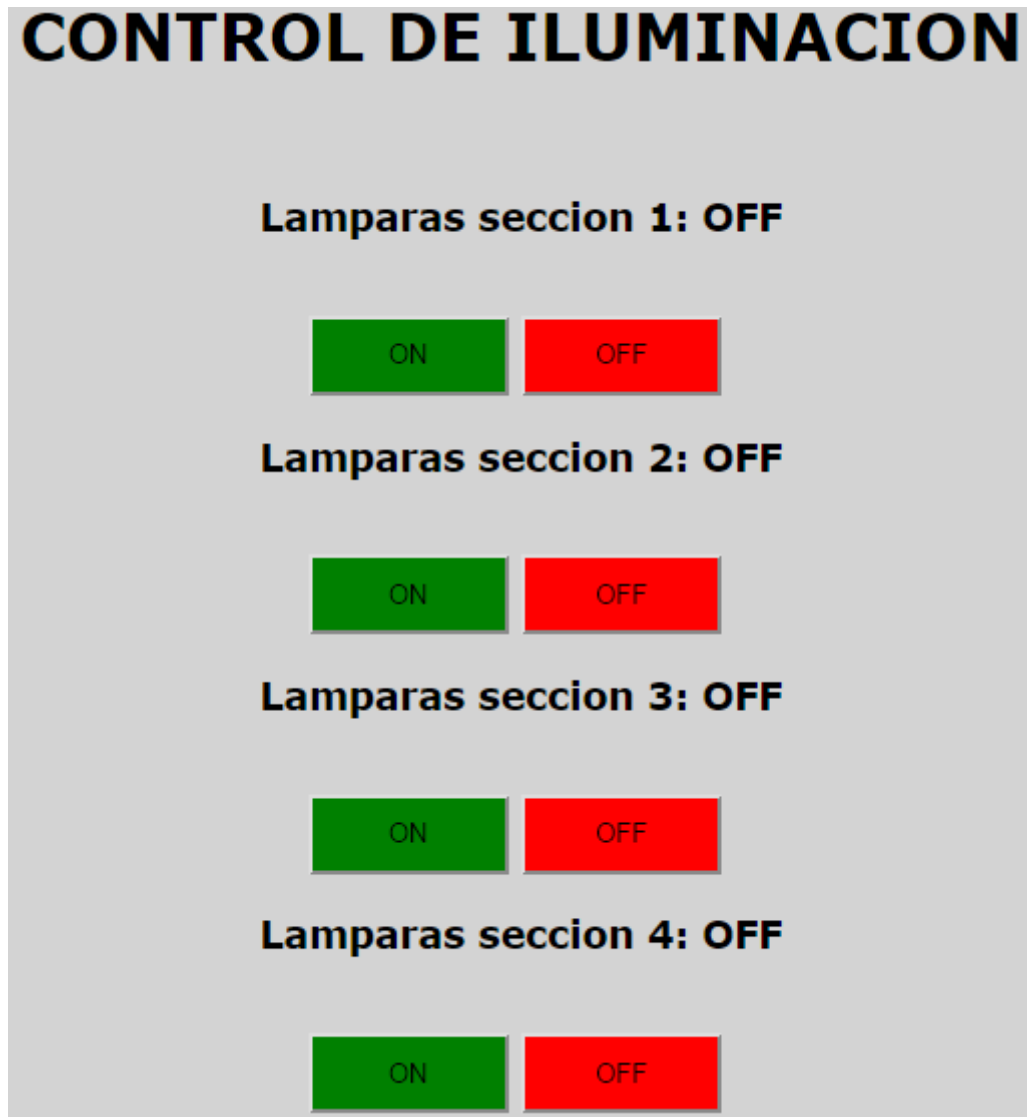 CONTROL DE ILUMINACION
Lamparas seccion 1: OFF
ON OFF
Lamparas seccion 2: OFF
ON OFF
Lamparas seccion 3: OFF
ON OFF
Lamparas seccion 4: OFF
ON OFF